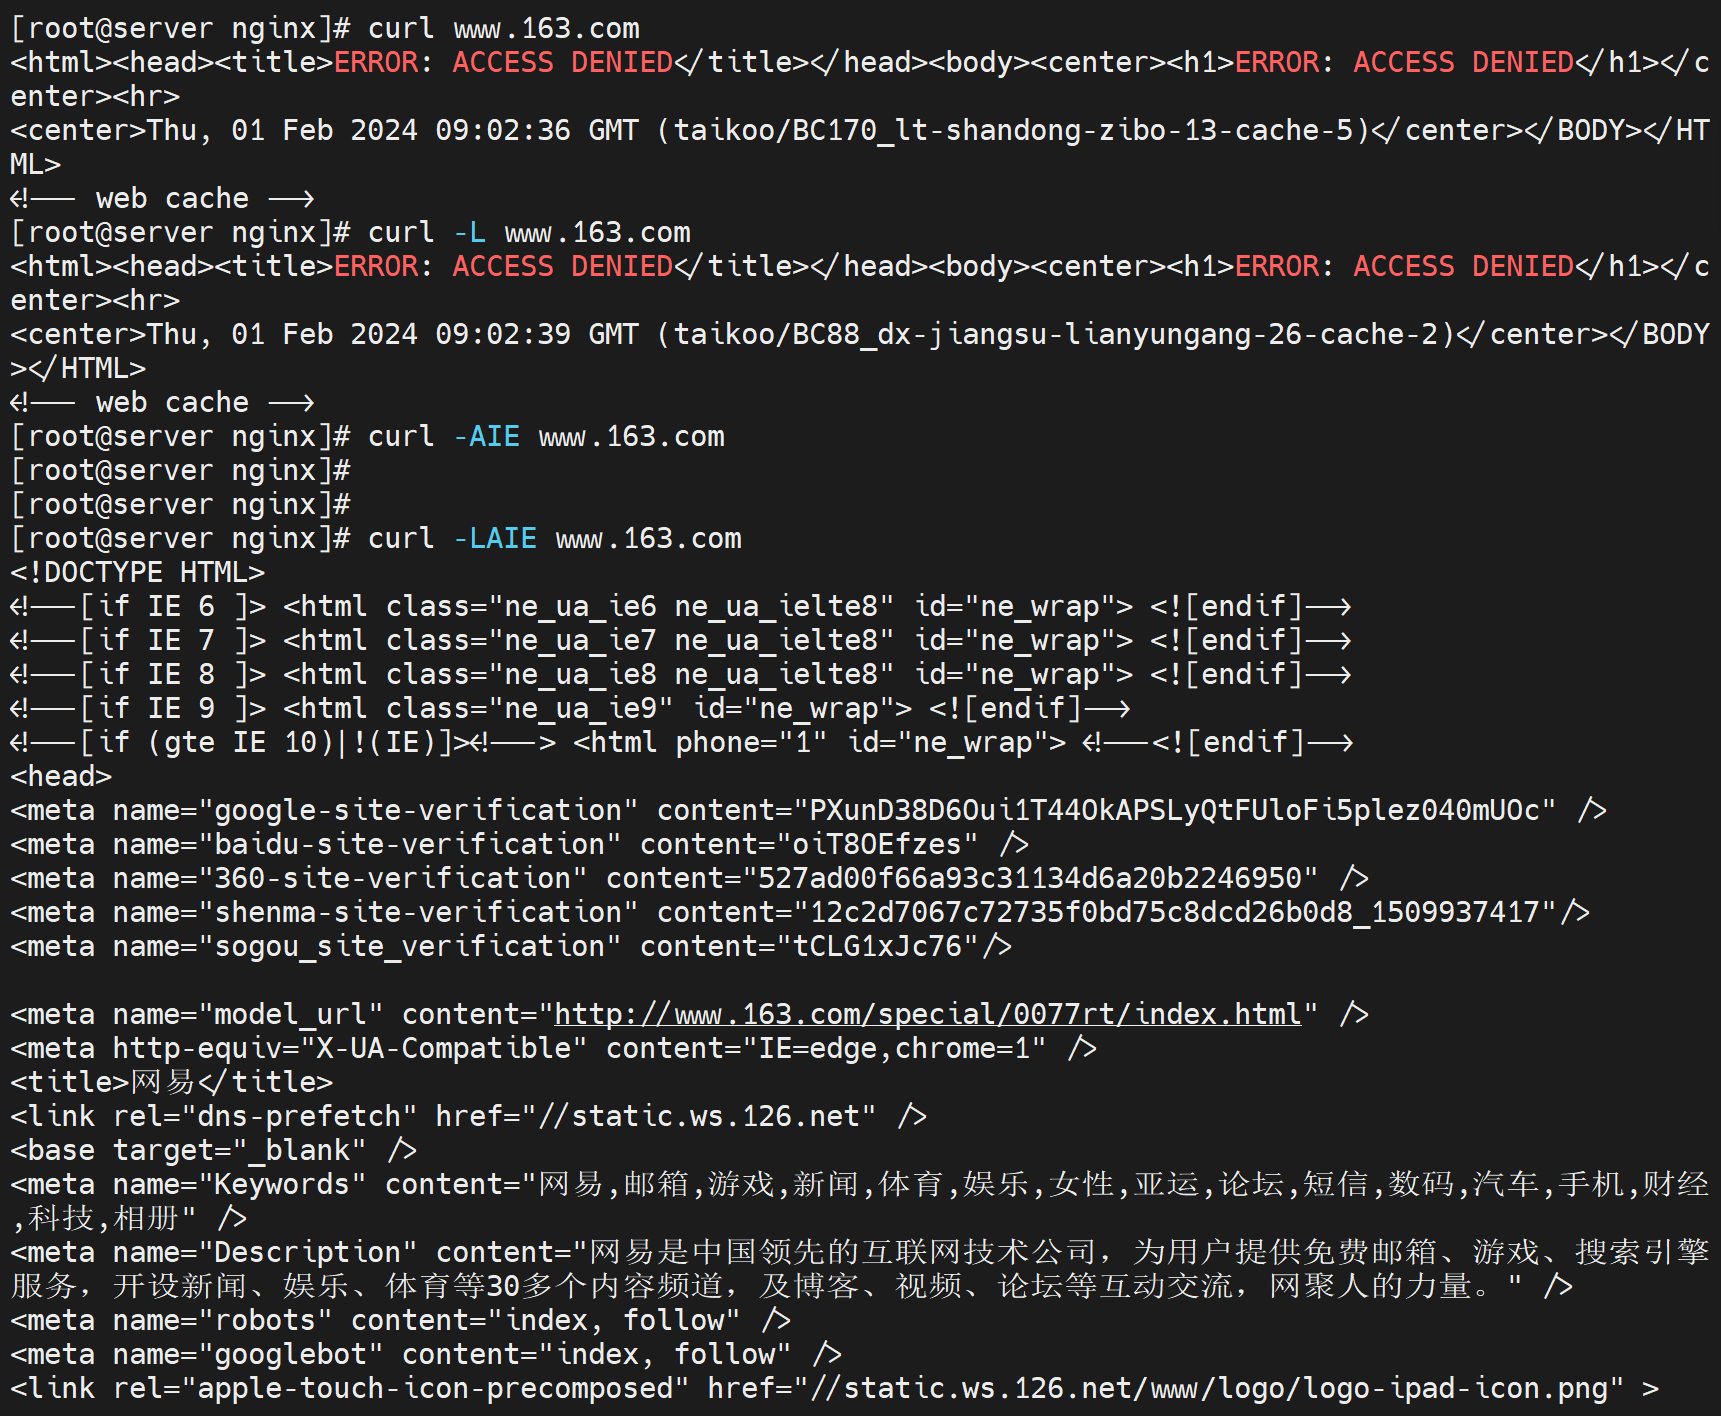 [root@server nginx]# curl www.163.com
<html><head><title>ERROR: ACCESS DENIED</title></head><body><center><h1>ERROR: ACCESS DENIED</h1></c
enter><hr>
<center>Thu, 01 Feb 2024 09:02:36 GMT (taikoo/BC170_lt-shandong-zibo-13-cache-5)</center></BODY></HT
ML>
<!-- web cache -->
[root@server nginx]# curl -L www.163.com
<html><head><title>ERROR: ACCESS DENIED</title></head><body><center><h1>ERROR: ACCESS DENIED</h1></c
enter><hr>
<center>Thu, 01 Feb 2024 09:02:39 GMT (taikoo/BC88_dx-jiangsu-lianyungang-26-cache-2)</center></BODY
></HTML>
<!-- web cache -->
[root@server nginx]# curl -AIE www.163.com
[root@server nginx]#
[root@server nginx]#
[root@server nginx]# curl -LAIE www.163.com
<!DOCTYPE HTML>
<!--[if IE 6 ]> <html class="ne_ua_ie6 ne_ua_ielte8" id="ne_wrap"> <![endif]-->
<!--[if IE 7 ]> <html class="ne_ua_ie7 ne_ua_ielte8" id="ne_wrap"> <![endif]-->
<!--[if IE 8 ]> <html class="ne_ua_ie8 ne_ua_ielte8" id="ne_wrap"> <![endif]-->
<!--[if IE 9 ]> <html class="ne_ua_ie9" id="ne_wrap"> <![endif]-->
<!--[if (gte IE 10)|!(IE)]><!--> <html phone="1" id="ne_wrap"> <!--<![endif]-->
<head>
<meta name="google-site-verification" content="PXunD38D6Oui1T44OkAPSLyQtFUloFi5plez040mUOc" />
<meta name="baidu-site-verification" content="oiT8OEfzes" />
<meta name="360-site-verification" content="527ad00f66a93c31134d6a20b2246950" />
<meta name="shenma-site-verification" content="12c2d7067c72735f0bd75c8dcd26b0d8_1509937417"/>
<meta name="sogou_site_verification" content="tCLG1xJc76"/>
<meta name="model_url" content="http://www.163.com/special/0077rt/index.html" />
<meta http-equiv="X-UA-Compatible" content="IE=edge,chrome=1" />
<title>网易</title>
<link rel="dns-prefetch" href="//static.ws.126.net" />
<base target="_blank" />
<meta name="Keywords" content="网易,邮箱,游戏,新闻,体育,娱乐,女性,亚运,论坛,短信,数码,汽车,手机,财经
,科技,相册" />
<meta name="Description" content="网易是中国领先的互联网技术公司，为用户提供免费邮箱、游戏、搜索引擎
服务，开设新闻、娱乐、体育等30多个内容频道，及博客、视频、论坛等互动交流，网聚人的力量。" />
<meta name="robots" content="index, follow" />
<meta name="googlebot" content="index, follow" />
<link rel="apple-touch-icon-precomposed" href="//static.ws.126.net/www/logo/logo-ipad-icon.png" >